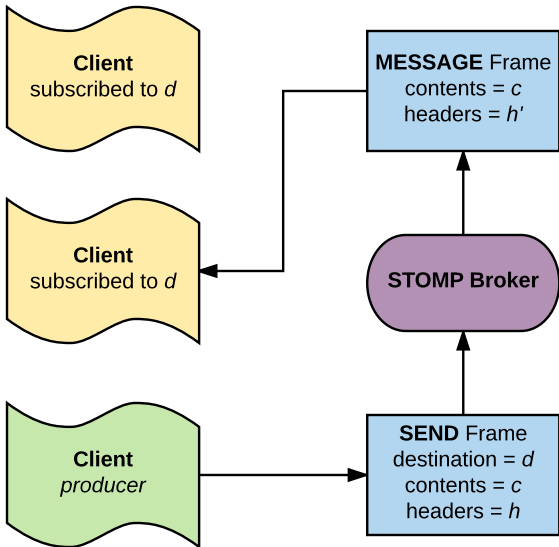 Client
subscribed to d
MESSAGE Frame
contents = c
headers = h'
Client
subscribed to d
STOMP Broker
Client
producer
SEND Frame
destination = d
contents = c
headers = h